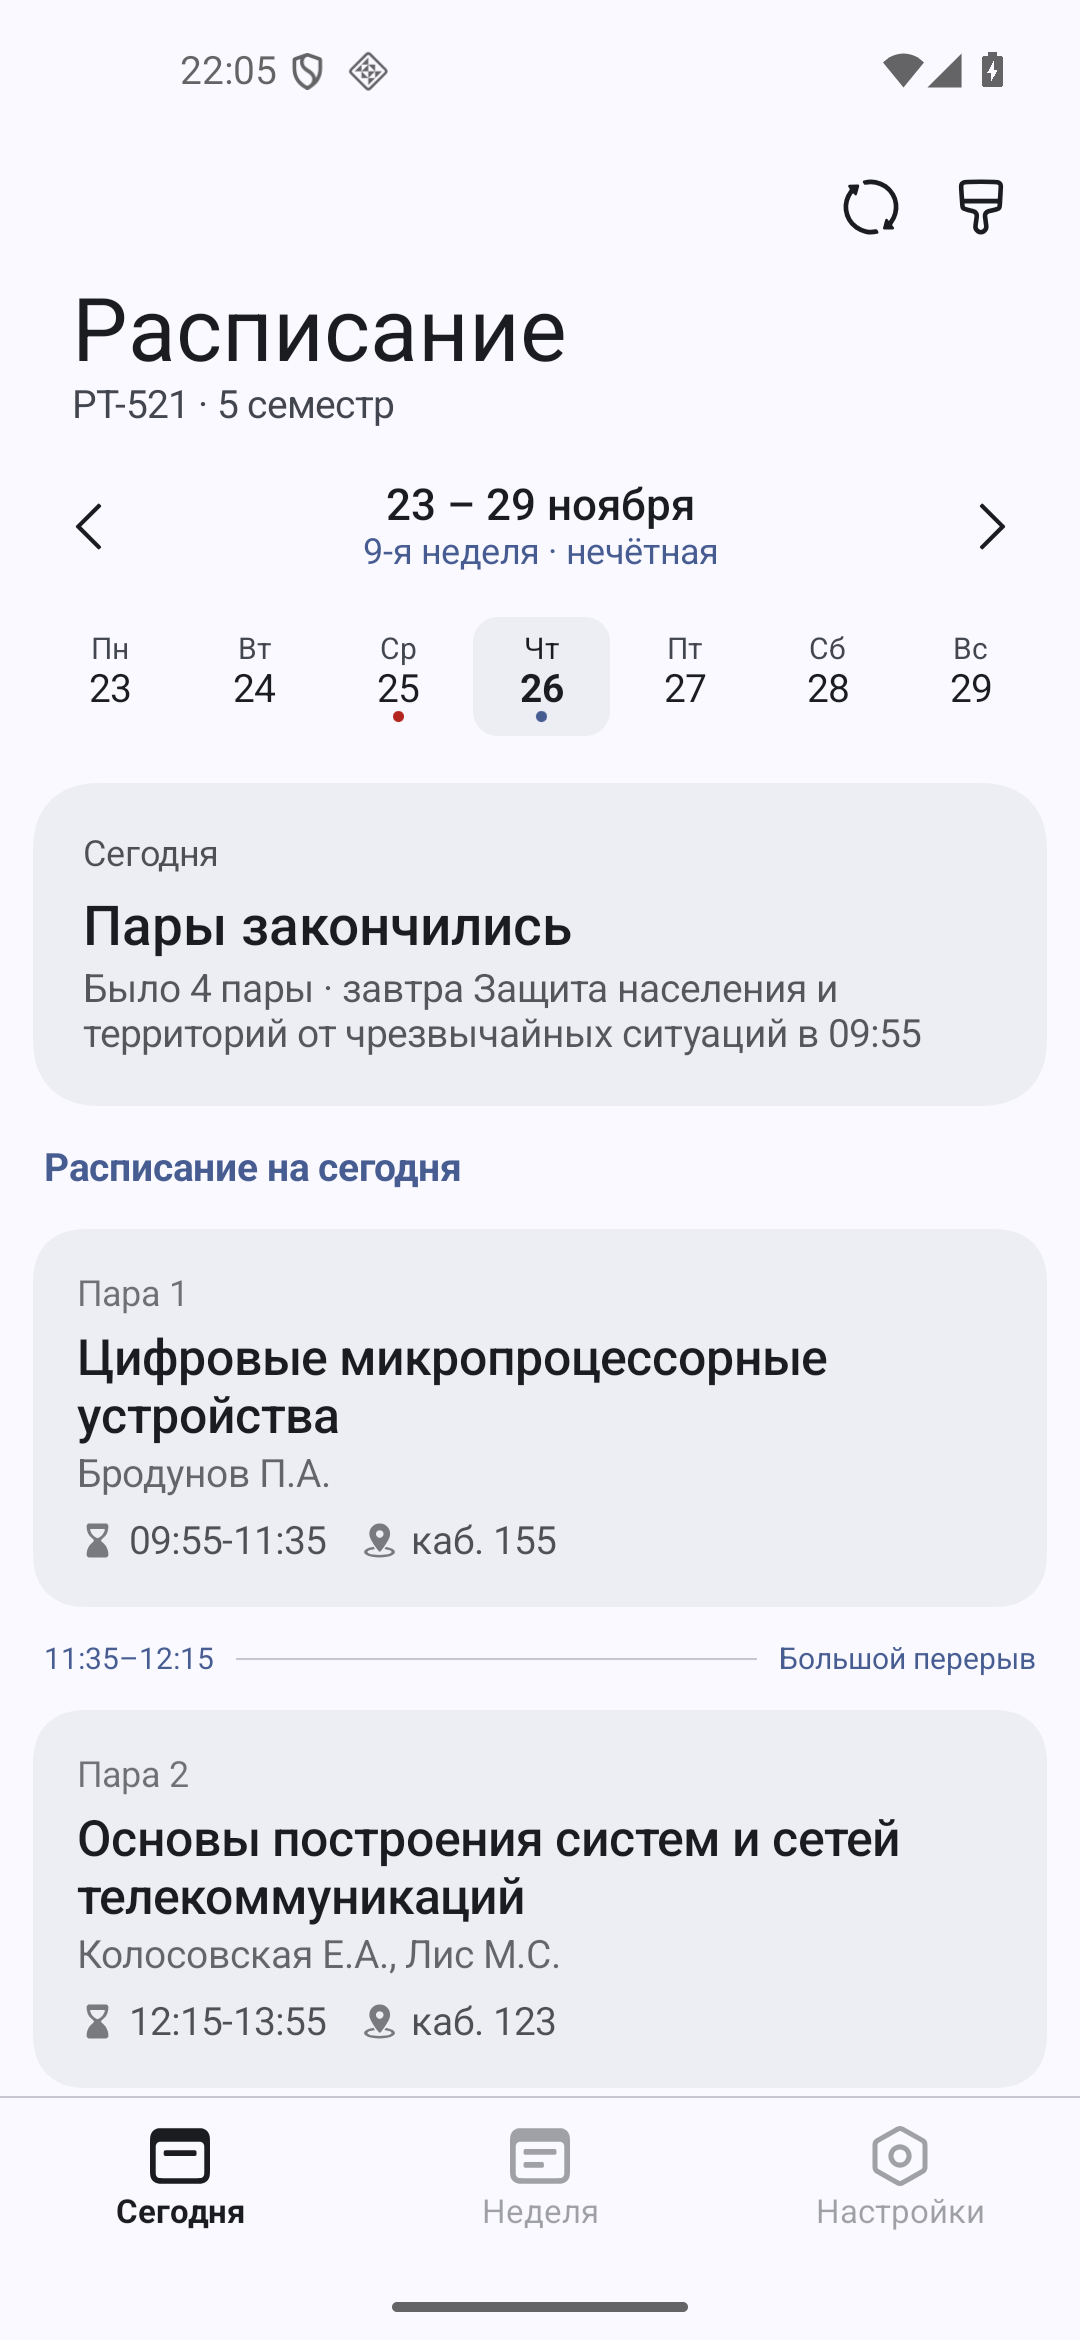 22:05
Расписание
РТ-521 · 5 семестр
23 – 29 ноября
9-я неделя · нечётная
Пн Вт Ср Чт Пт Сб Вс
23 24 25 26 27 28 29
Сегодня
Пары закончились
Было 4 пары · завтра Защита населения и
территорий от чрезвычайных ситуаций в 09:55
Расписание на сегодня
Пара 1
Цифровые микропроцессорные
устройства
Бродунов П.А.
09:55-11:35 каб. 155
11:35–12:15 Большой перерыв
Пара 2
Основы построения систем и сетей
телекоммуникаций
Колосовская Е.А., Лис М.С.
12:15-13:55 каб. 123
Сегодня Неделя Настройки